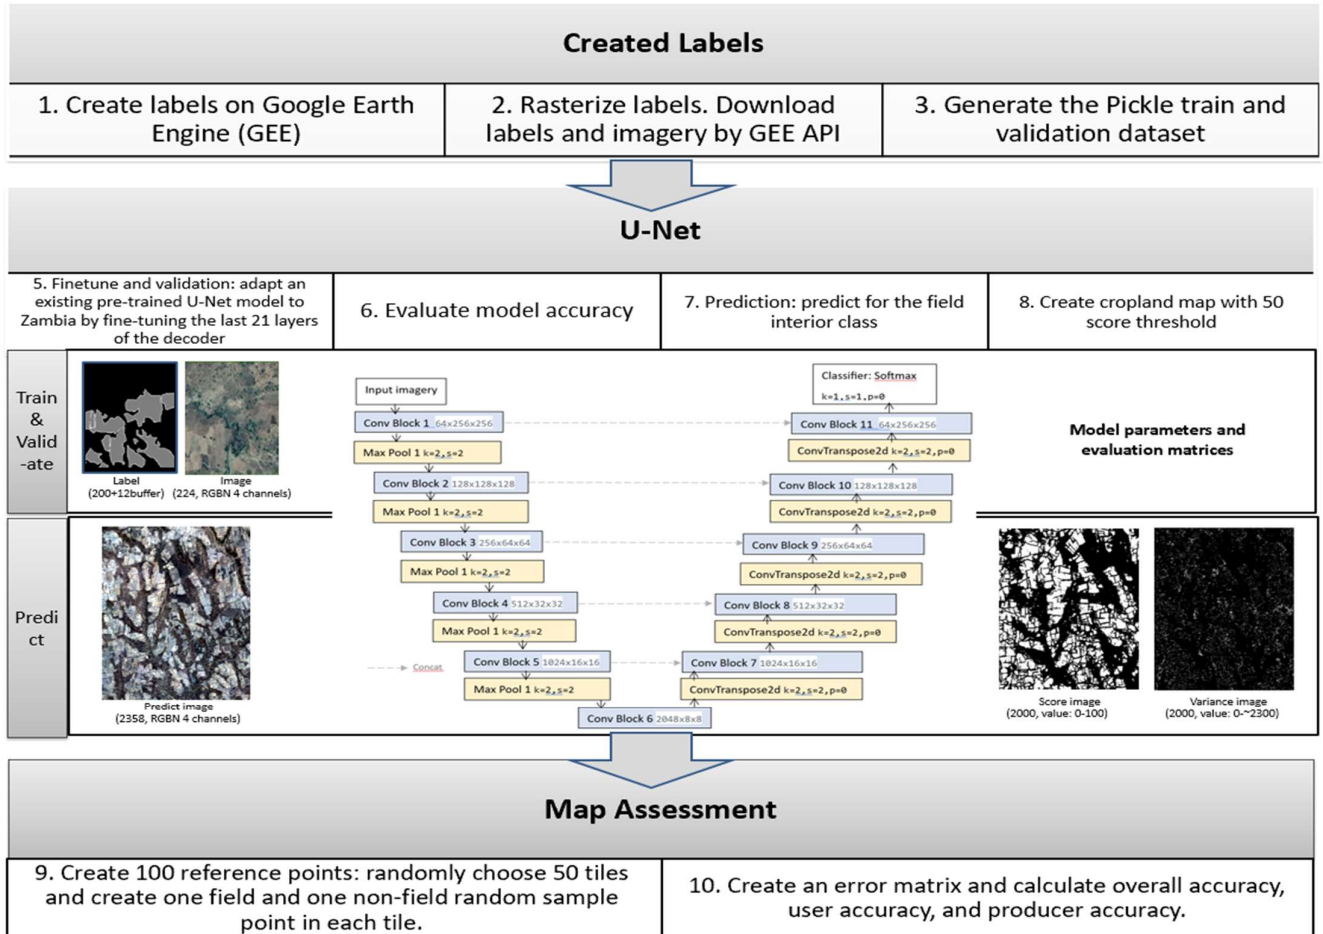 Created Labels
1. Create labels on Google Earth
Engine (GEE)
2. Rasterize labels. Download
labels and imagery by GEE API
3. Generate the Pickle train and
validation dataset
U-Net
5. Finetune and validation: adapt an
existing pre-trained U-Net model to
Zambia by fine-tuning the last 21 layers
of the decoder
6. Evaluate model accuracy
7. Prediction: predict for the field
interior class
8. Create cropland map with 50
score threshold
Train
&
Valid
-ate
Label
(200+12buffer)
Image
(224, RGBN 4 channels)
Input imagery
Conv Block 1 64x256x256
Max Pool 1 k=2,s=2
Conv Block 2 128x128x128
Max Pool 1 k=2,s=2
Conv Block 3 256x64x64
Max Pool 1 k=2,s=2
Conv Block 4 512x32x32
Max Pool 1 k=2,s=2
Conv Block 5 1024x16x16
Max Pool 1 k=2,s=2
Conv Block 6 2048x8x8
Concat
Classifier: Softmax
k=1,s=1,p=0
Conv Block 11 64x256x256
ConvTranspose2d k=2,s=2,p=0
Conv Block 10 128x128x128
ConvTranspose2d k=2,s=2,p=0
Conv Block 9 256x64x64
ConvTranspose2d k=2,s=2,p=0
Conv Block 8 512x32x32
ConvTranspose2d k=2,s=2,p=0
Conv Block 7 1024x16x16
ConvTranspose2d k=2,s=2,p=0
Model parameters and
evaluation matrices
Predi
ct
Predict image
(2358, RGBN 4 channels)
Score image
(2000, value: 0-100)
Variance image
(2000, value: 0-~2300)
Map Assessment
9. Create 100 reference points: randomly choose 50 tiles
and create one field and one non-field random sample
point in each tile.
10. Create an error matrix and calculate overall accuracy,
user accuracy, and producer accuracy.